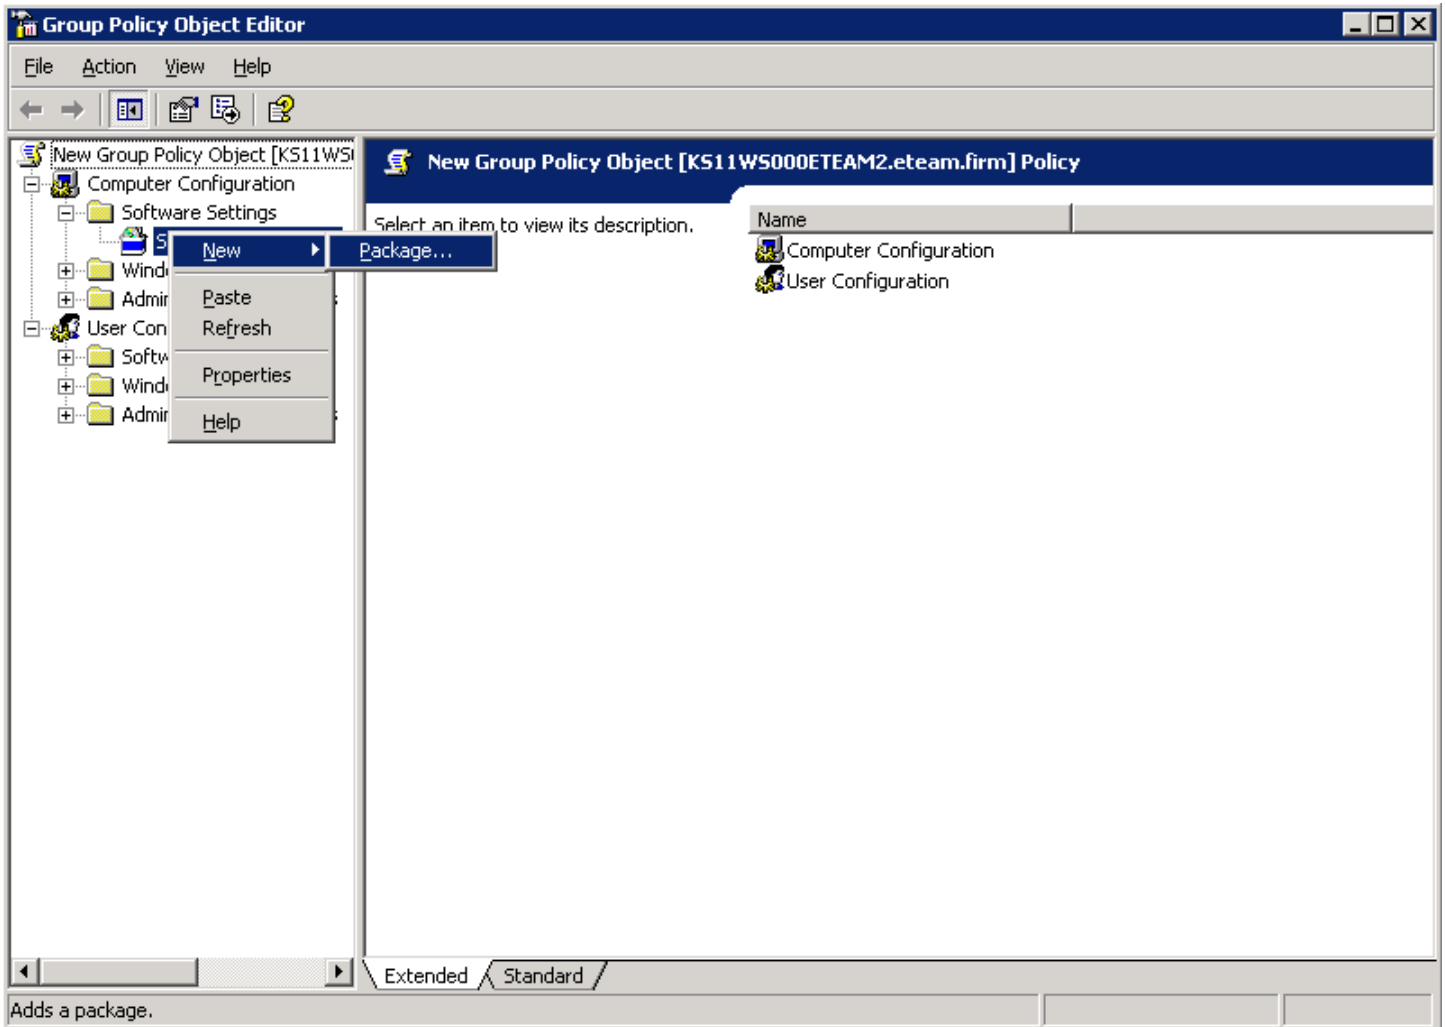 Group Policy Object Editor
File Action View Help
New Group Policy Object [KS11WS
Computer Configuration
Software Settings
User Con
New
Package...
Paste
Refresh
Properties
Help
New Group Policy Object [KS11WS000ETEAM2.eteam.firm] Policy
Select an item to view its description.
Name
Computer Configuration
User Configuration
Extended Standard
Adds a package.